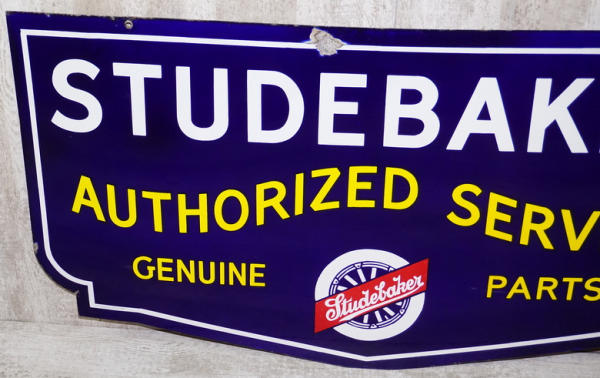 STUDEBAK
AUTHORIZED SERV
GENUINE PARTS
Studebaker